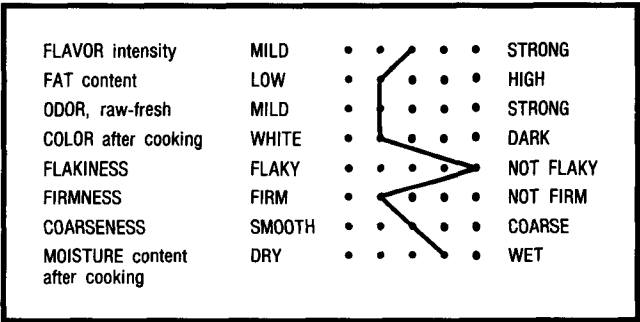 FLAVOR intensity MILD STRONG
FAT content LOW HIGH
ODOR, raw-fresh MILD STRONG
COLOR after cooking WHITE DARK
FLAKINESS FLAKY NOT FLAKY
FIRMNESS FIRM NOT FIRM
COARSENESS SMOOTH COARSE
MOISTURE content DRY WET
after cooking